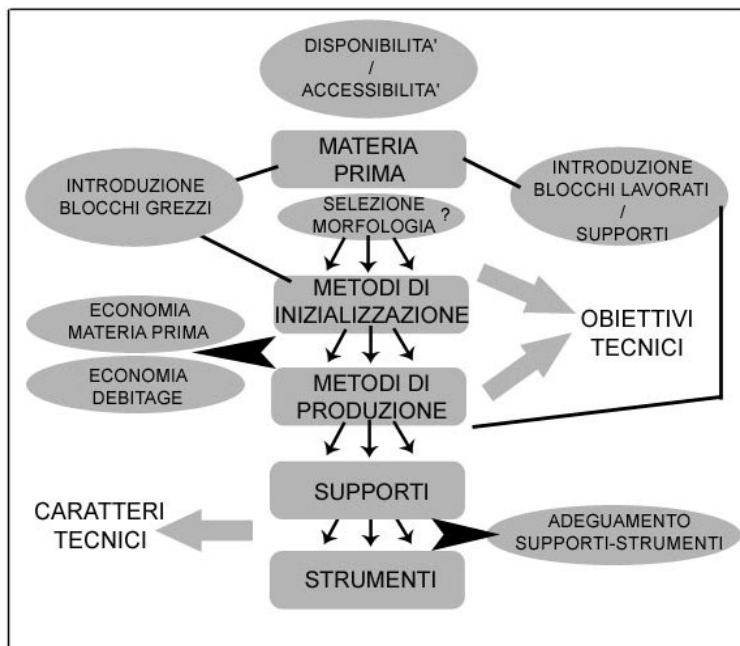 DISPONIBILITA'
/
ACCESSIBILITA'
MATERIA
PRIMA
INTRODUZIONE
BLOCCHI GREZZI
INTRODUZIONE
BLOCCHI LAVORATI
/
SUPPORTI
SELEZIONE
MORFOLOGIA ?
METODI DI
INIZIALIZZAZIONE
ECONOMIA
MATERIA PRIMA
OBIETTIVI
TECNICI
ECONOMIA
DEBITAGE
METODI DI
PRODUZIONE
SUPPORTI
CARATTERI
TECNICI
ADEGUAMENTO
SUPPORTI-STRUMENTI
STRUMENTI